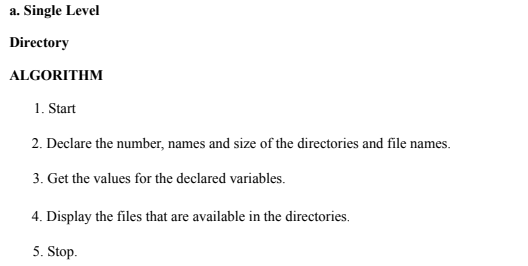 a. Single Level
Directory
ALGORITHM
1. Start
2. Declare the number, names and size of the directories and file names.
3. Get the values for the declared variables.
4. Display the files that are available in the directories.
5. Stop.